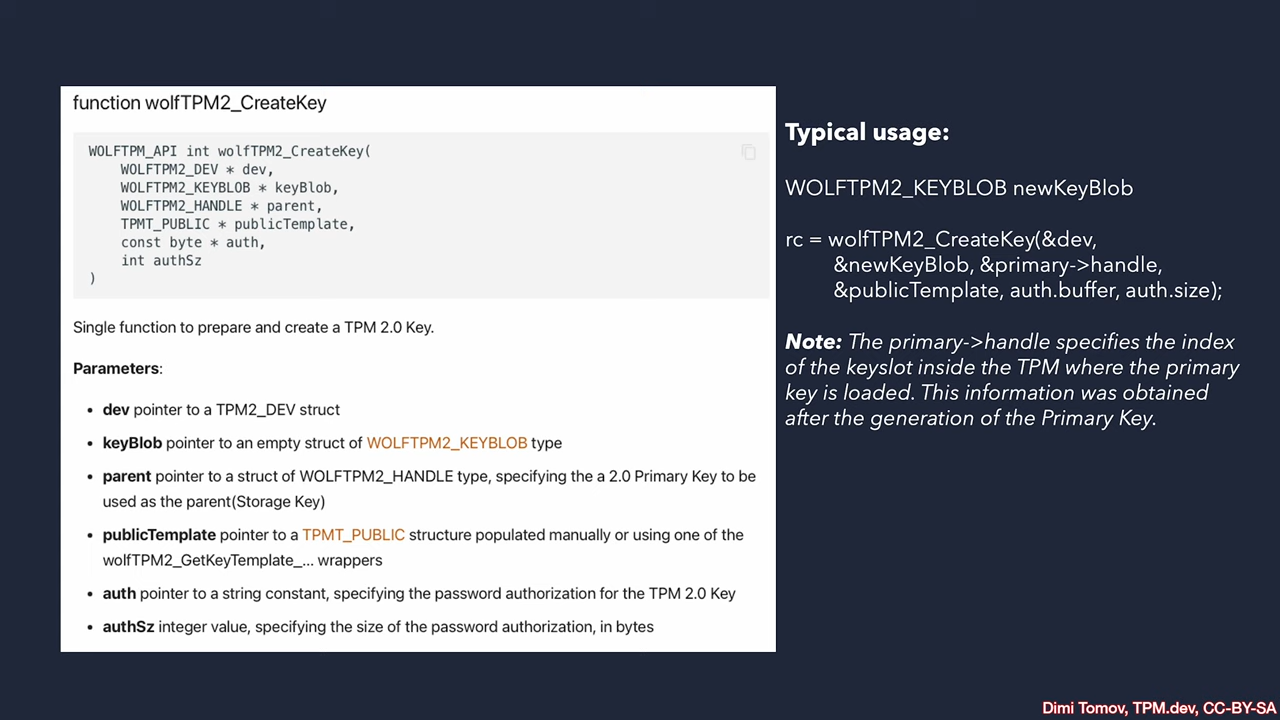 function wolfTPM2_CreateKey
WOLFTPM_API int wolfTPM2_CreateKey(
WOLFTPM2_DEV * dev,
WOLFTPM2_KEYBLOB * keyBlob,
WOLFTPM2_HANDLE * parent,
TPMT_PUBLIC * publicTemplate,
const byte * auth,
int authSz
)
Single function to prepare and create a TPM 2.0 Key.
Parameters:
• dev pointer to a TPM2_DEV struct
• keyBlob pointer to an empty struct of WOLFTPM2_KEYBLOB type
• parent pointer to a struct of WOLFTPM2_HANDLE type, specifying the a 2.0 Primary Key to be
used as the parent(Storage Key)
• publicTemplate pointer to a TPMT_PUBLIC structure populated manually or using one of the
wolfTPM2_GetKeyTemplate_... wrappers
• auth pointer to a string constant, specifying the password authorization for the TPM 2.0 Key
• authSz integer value, specifying the size of the password authorization, in bytes
Typical usage:
WOLFTPM2_KEYBLOB newKeyBlob
rc = wolfTPM2_CreateKey(&dev,
&newKeyBlob, &primary->handle,
&publicTemplate, auth.buffer, auth.size);
Note: The primary->handle specifies the index
of the keyslot inside the TPM where the primary
key is loaded. This information was obtained
after the generation of the Primary Key.
Dimi Tomov, TPM.dev, CC-BY-SA